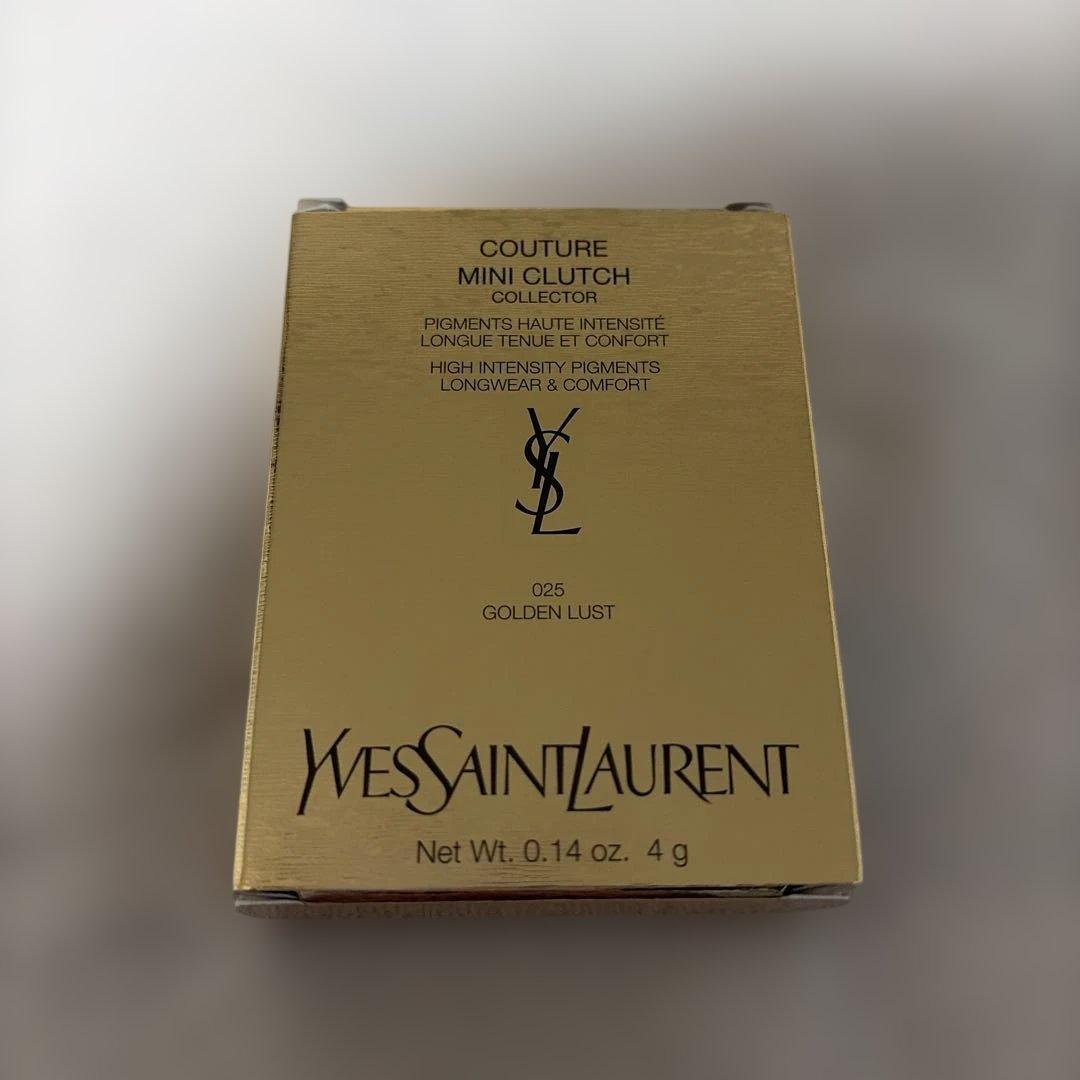 COUTURE
MINI CLUTCH
COLLECTOR
PIGMENTS HAUTE INTENSITÉ
LONGUE TENUE ET CONFORT
HIGH INTENSITY PIGMENTS
LONGWEAR & COMFORT
YSL
025
GOLDEN LUST
YVESSAINTLAURENT
Net Wt. 0.14 oz. 4 g